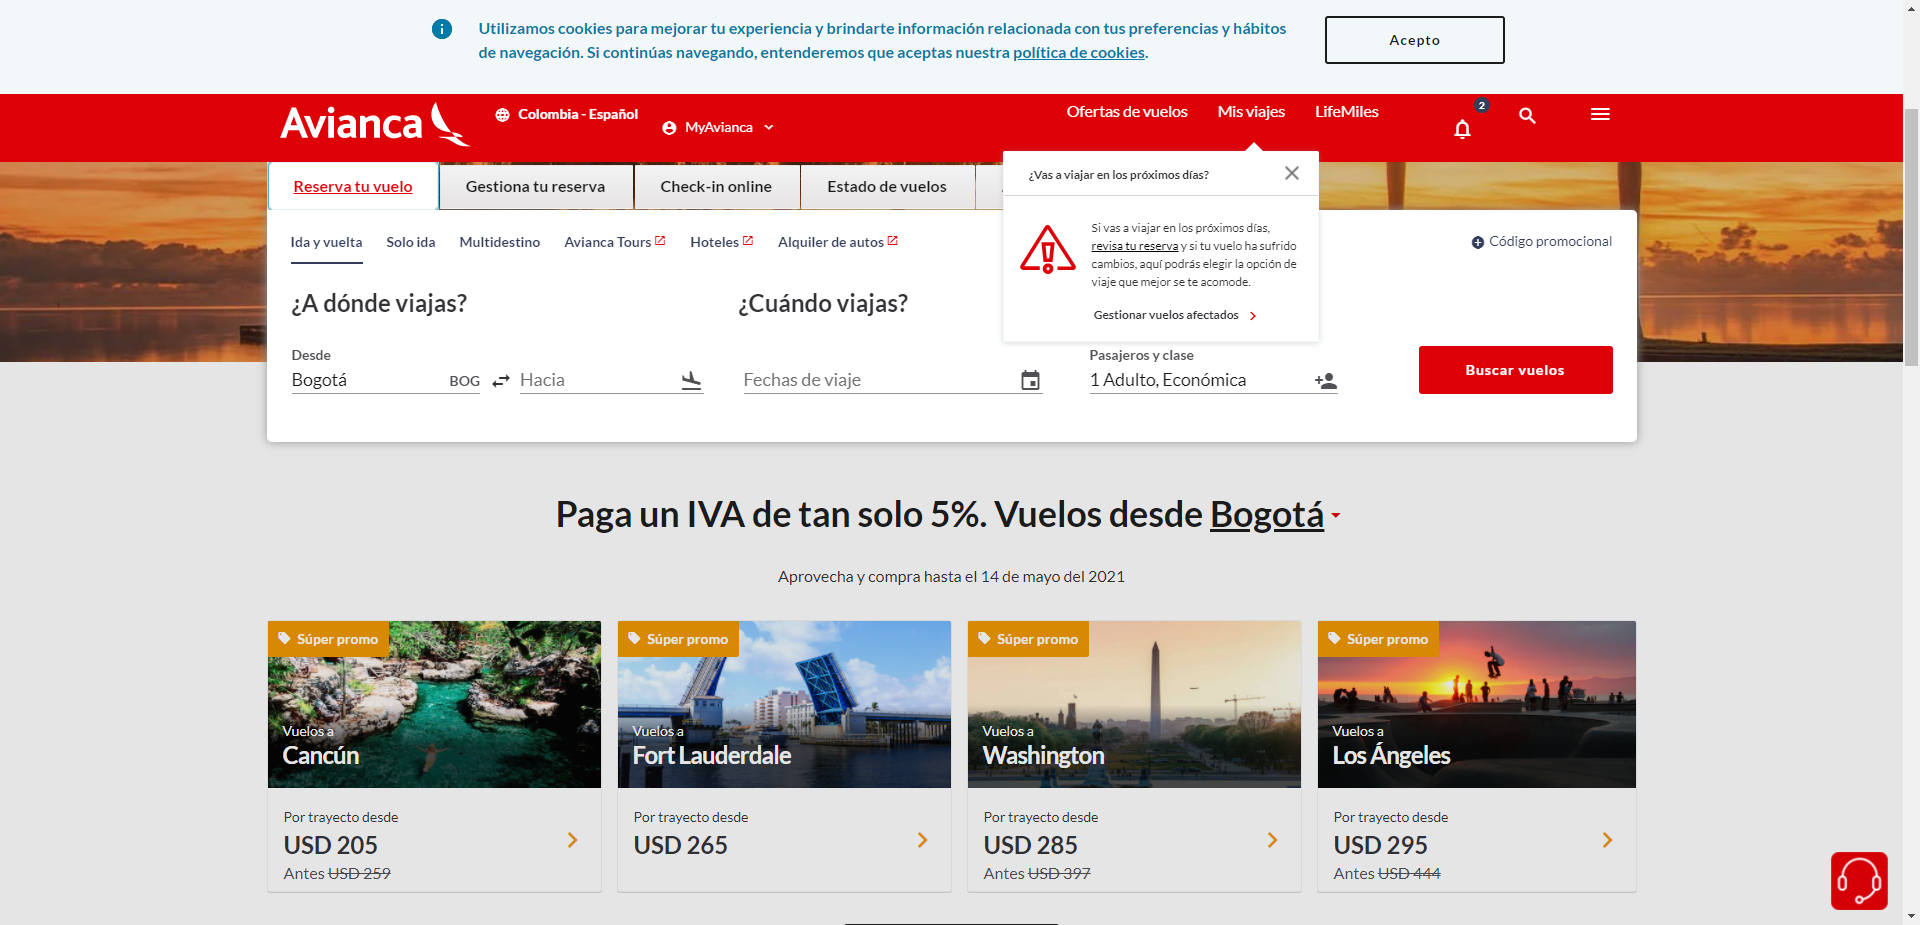 Utilizamos cookies para mejorar tu experiencia y brindarte información relacionada con tus preferencias y hábitos
de navegación. Si continúas navegando, entenderemos que aceptas nuestra política de cookies.
Acepto
Avianca
Colombia - Español
MyAvianca
Ofertas de vuelos
Mis viajes
LifeMiles
2
Reserva tu vuelo
Gestiona tu reserva
Check-in online
Estado de vuelos
¿Vas a viajar en los próximos días?
Si vas a viajar en los próximos días,
revisa tu reserva y si tu vuelo ha sufrido
cambios, aquí podrás elegir la opción de
viaje que mejor se te acomode.
Gestionar vuelos afectados
Ida y vuelta
Solo ida
Multidestino
Avianca Tours
Hoteles
Alquiler de autos
Código promocional
¿A dónde viajas?
¿Cuándo viajas?
Desde
Bogotá
BOG
Hacia
Fechas de viaje
Pasajeros y clase
1 Adulto, Económica
Buscar vuelos
Paga un IVA de tan solo 5%. Vuelos desde Bogotá
Aprovecha y compra hasta el 14 de mayo del 2021
Súper promo
Vuelos a
Cancún
Por trayecto desde
USD 205
Antes USD 259
Súper promo
Vuelos a
Fort Lauderdale
Por trayecto desde
USD 265
Súper promo
Vuelos a
Washington
Por trayecto desde
USD 285
Antes USD 397
Súper promo
Vuelos a
Los Ángeles
Por trayecto desde
USD 295
Antes USD 444